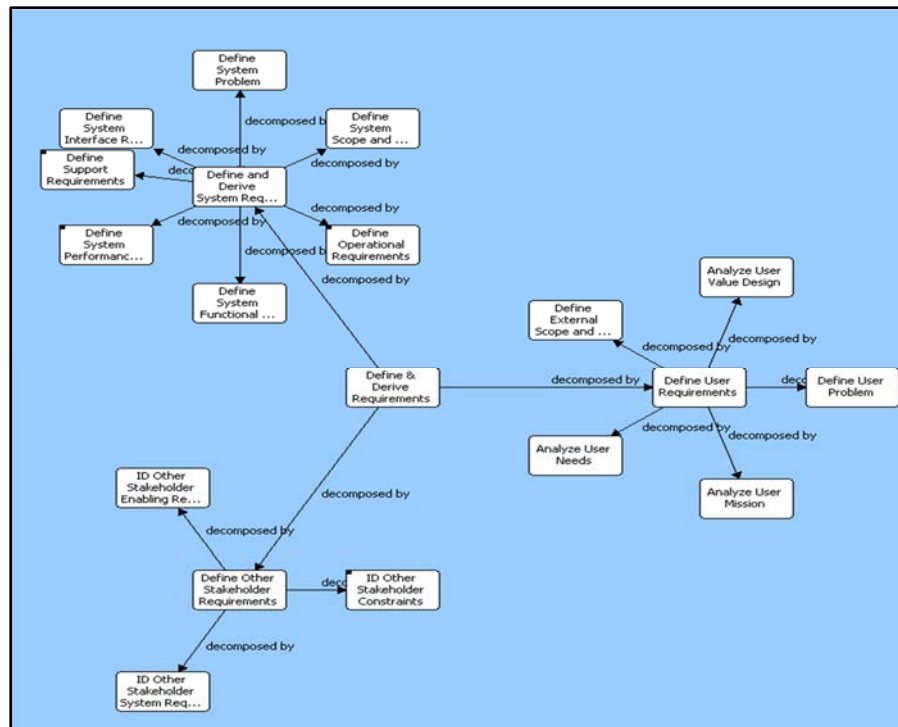 Define
System
Problem
decomposed b
Define
System
Interface R...
Define
System
Scope and ...
decomposed by
decomposed by
Define
Support
Requirements
deco
Define and
Derive
System Req...
decomposed by
decomposed by
Define
System
Performanc...
decomposed b
Define
Operational
Requirements
decomposed by
Define
System
Functional ...
Analyze User
Value Design
Define
External
Scope and ...
decomposed by
decomposed by
Define &
Derive
Requirements
decomposed by
Define User
Requirements
deco
Define User
Problem
decomposed by
decomposed by
Analyze User
Needs
Analyze User
Mission
ID Other
Stakeholder
Enabling Re...
decomposed by
decomposed by
Define Other
Stakeholder
Requirements
deco
ID Other
Stakeholder
Constraints
decomposed by
ID Other
Stakeholder
System Req...